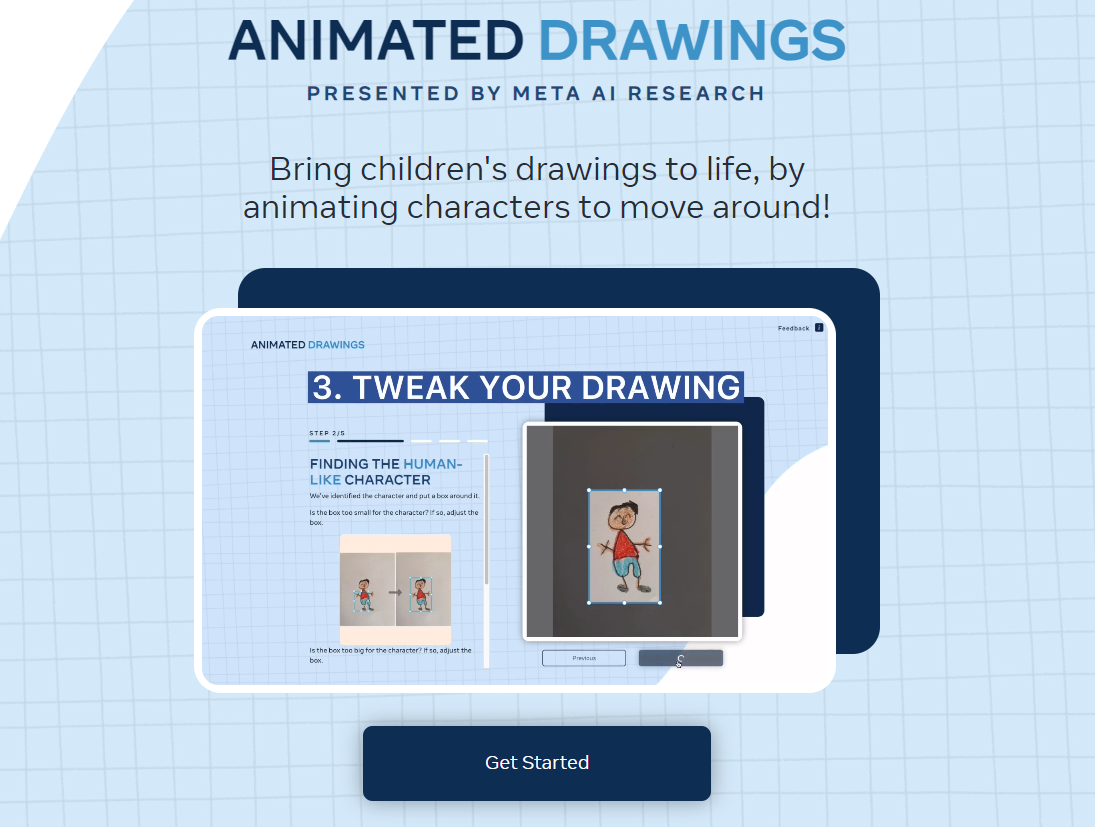 ANIMATED DRAWINGS
PRESENTED BY META AI RESEARCH
Bring children's drawings to life, by
animating characters to move around!
Feedback
ANIMATED DRAWINGS
3. TWEAK YOUR DRAWING
STEP 2/5
FINDING THE HUMAN-
LIKE CHARACTER
We've identified the character and put a box around it.
Is the box too small for the character? If so, adjust the
box.
Is the box too big for the character? If so, adjust the
box.
Previous
Get Started